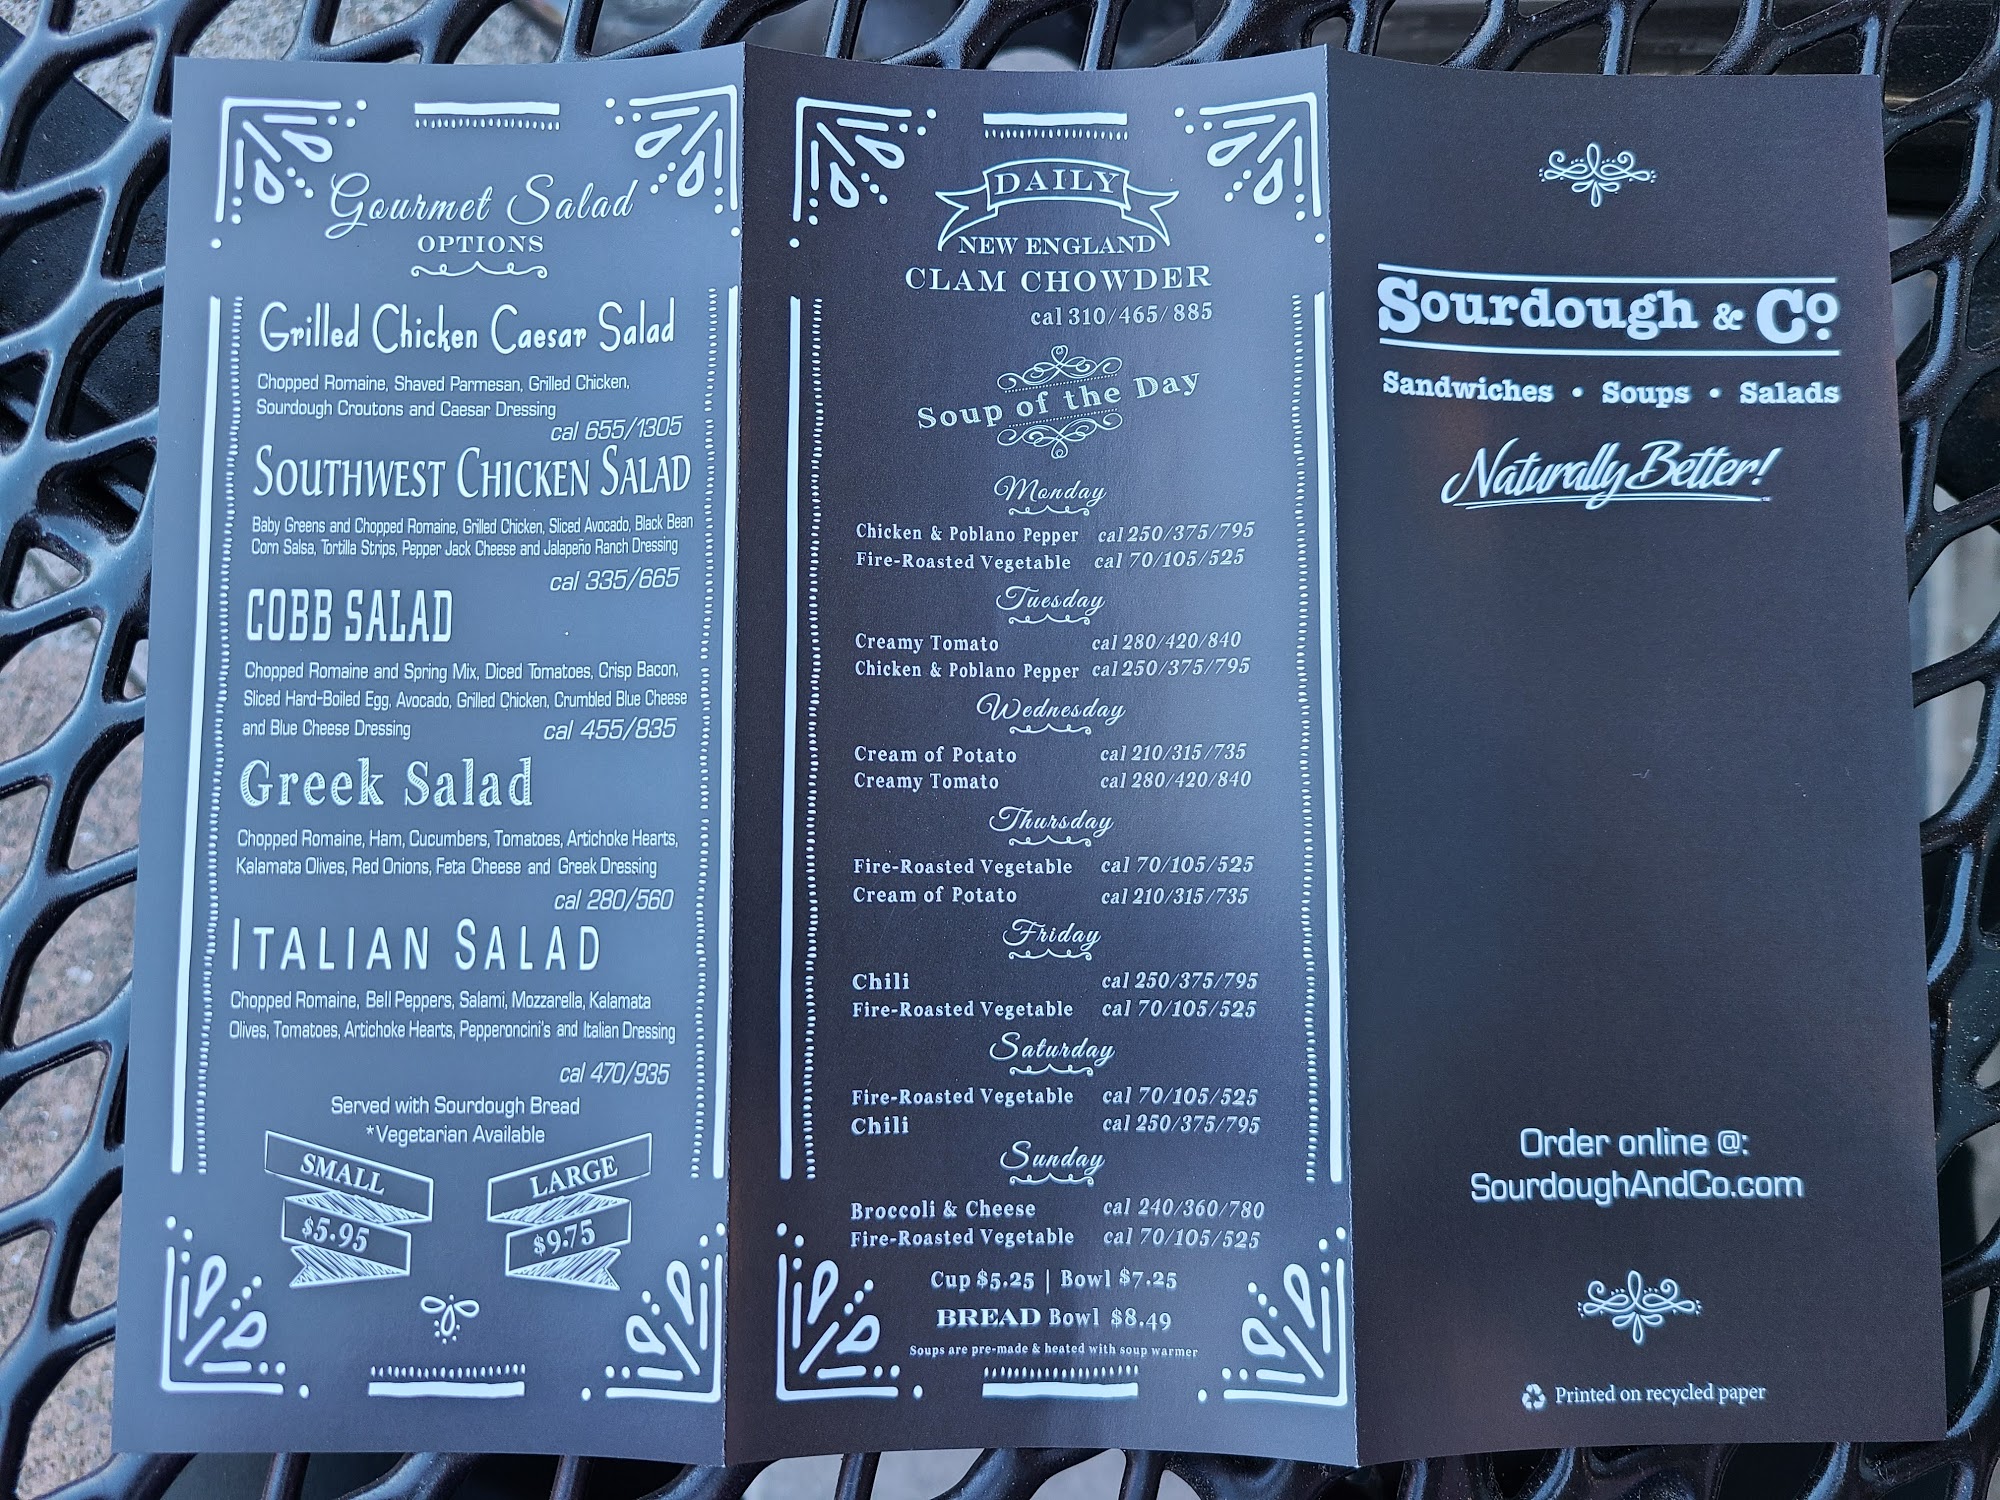 Gourmet Salad
OPTIONS
Grilled Chicken Caesar Salad
Chopped Romaine, Shaved Parmesan, Grilled Chicken,
Sourdough Croutons and Caesar Dressing
cal 655/1305
SOUTHWEST CHICKEN SALAD
Baby Greens and Chopped Romaine, Grilled Chicken, Sliced Avocado, Black Bean
Corn Salsa, Tortilla Strips, Pepper Jack Cheese and Jalapeño Ranch Dressing
cal 335/665
COBB SALAD
Chopped Romaine and Spring Mix, Diced Tomatoes, Crisp Bacon,
Sliced Hard-Boiled Egg, Avocado, Grilled Chicken, Crumbled Blue Cheese
and Blue Cheese Dressing cal 455/835
Greek Salad
Chopped Romaine, Ham, Cucumbers, Tomatoes, Artichoke Hearts,
Kalamata Olives, Red Onions, Feta Cheese and Greek Dressing
cal 280/560
ITALIAN SALAD
Chopped Romaine, Bell Peppers, Salami, Mozzarella, Kalamata
Olives, Tomatoes, Artichoke Hearts, Pepperoncini's and Italian Dressing
cal 470/935
Served with Sourdough Bread
*Vegetarian Available
SMALL
$5.95
LARGE
$9.75
DAILY
NEW ENGLAND
CLAM CHOWDER
cal 310/465/885
Soup of the Day
Monday
Chicken & Poblano Pepper cal 250/375/795
Fire-Roasted Vegetable cal 70/105/525
Tuesday
Creamy Tomato cal 280/420/840
Chicken & Poblano Pepper cal 250/375/795
Wednesday
Cream of Potato cal 210/315/735
Creamy Tomato cal 280/420/840
Thursday
Fire-Roasted Vegetable cal 70/105/525
Cream of Potato cal 210/315/735
Friday
Chili cal 250/375/795
Fire-Roasted Vegetable cal 70/105/525
Saturday
Fire-Roasted Vegetable cal 70/105/525
Chili cal 250/375/795
Sunday
Broccoli & Cheese cal 240/360/780
Fire-Roasted Vegetable cal 70/105/525
Cup $5.25 | Bowl $7.25
BREAD Bowl $8.49
Soups are pre-made & heated with soup warmer
Sourdough & Co.
Sandwiches • Soups • Salads
Naturally Better!
Order online @:
SourdoughAndCo.com
Printed on recycled paper